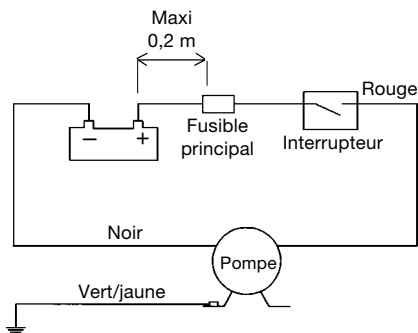 Maxi
0,2 m
Rouge
− +
Fusible
principal
Interrupteur
Noir
Pompe
Vert/jaune